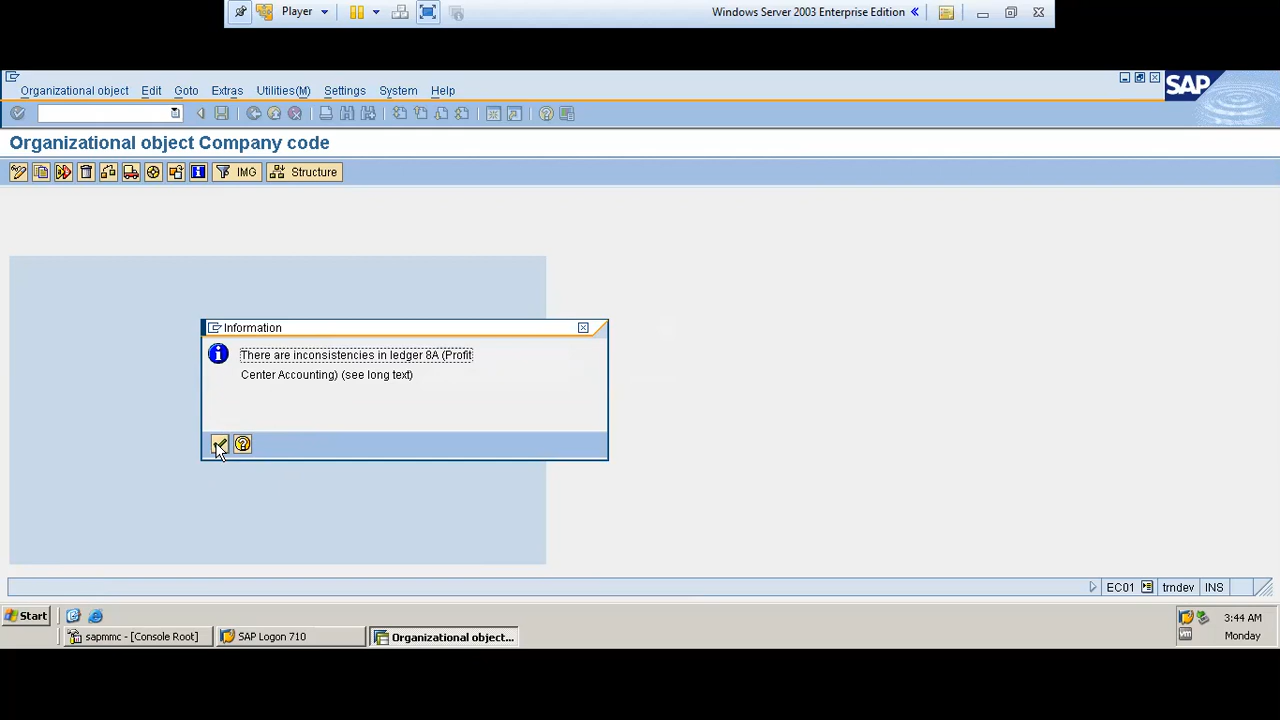 Player
Windows Server 2003 Enterprise Edition
Organizational object Edit Goto Extras Utilities(M) Settings System Help
SAP
Organizational object Company code
IMG Structure
Information
There are inconsistencies in ledger 8A (Profit
Center Accounting) (see long text)
EC01 trndev INS
Start
3:44 AM
sapmmc - [Console Root] SAP Logon 710 Organizational object...
Monday